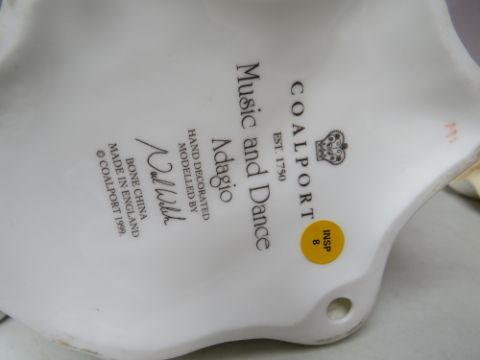 COALPORT
EST. 1750
Music and Dance
Adagio
HAND DECORATED
MODELLED BY
BONE CHINA
MADE IN ENGLAND
© COALPORT 1999.
INSP
8